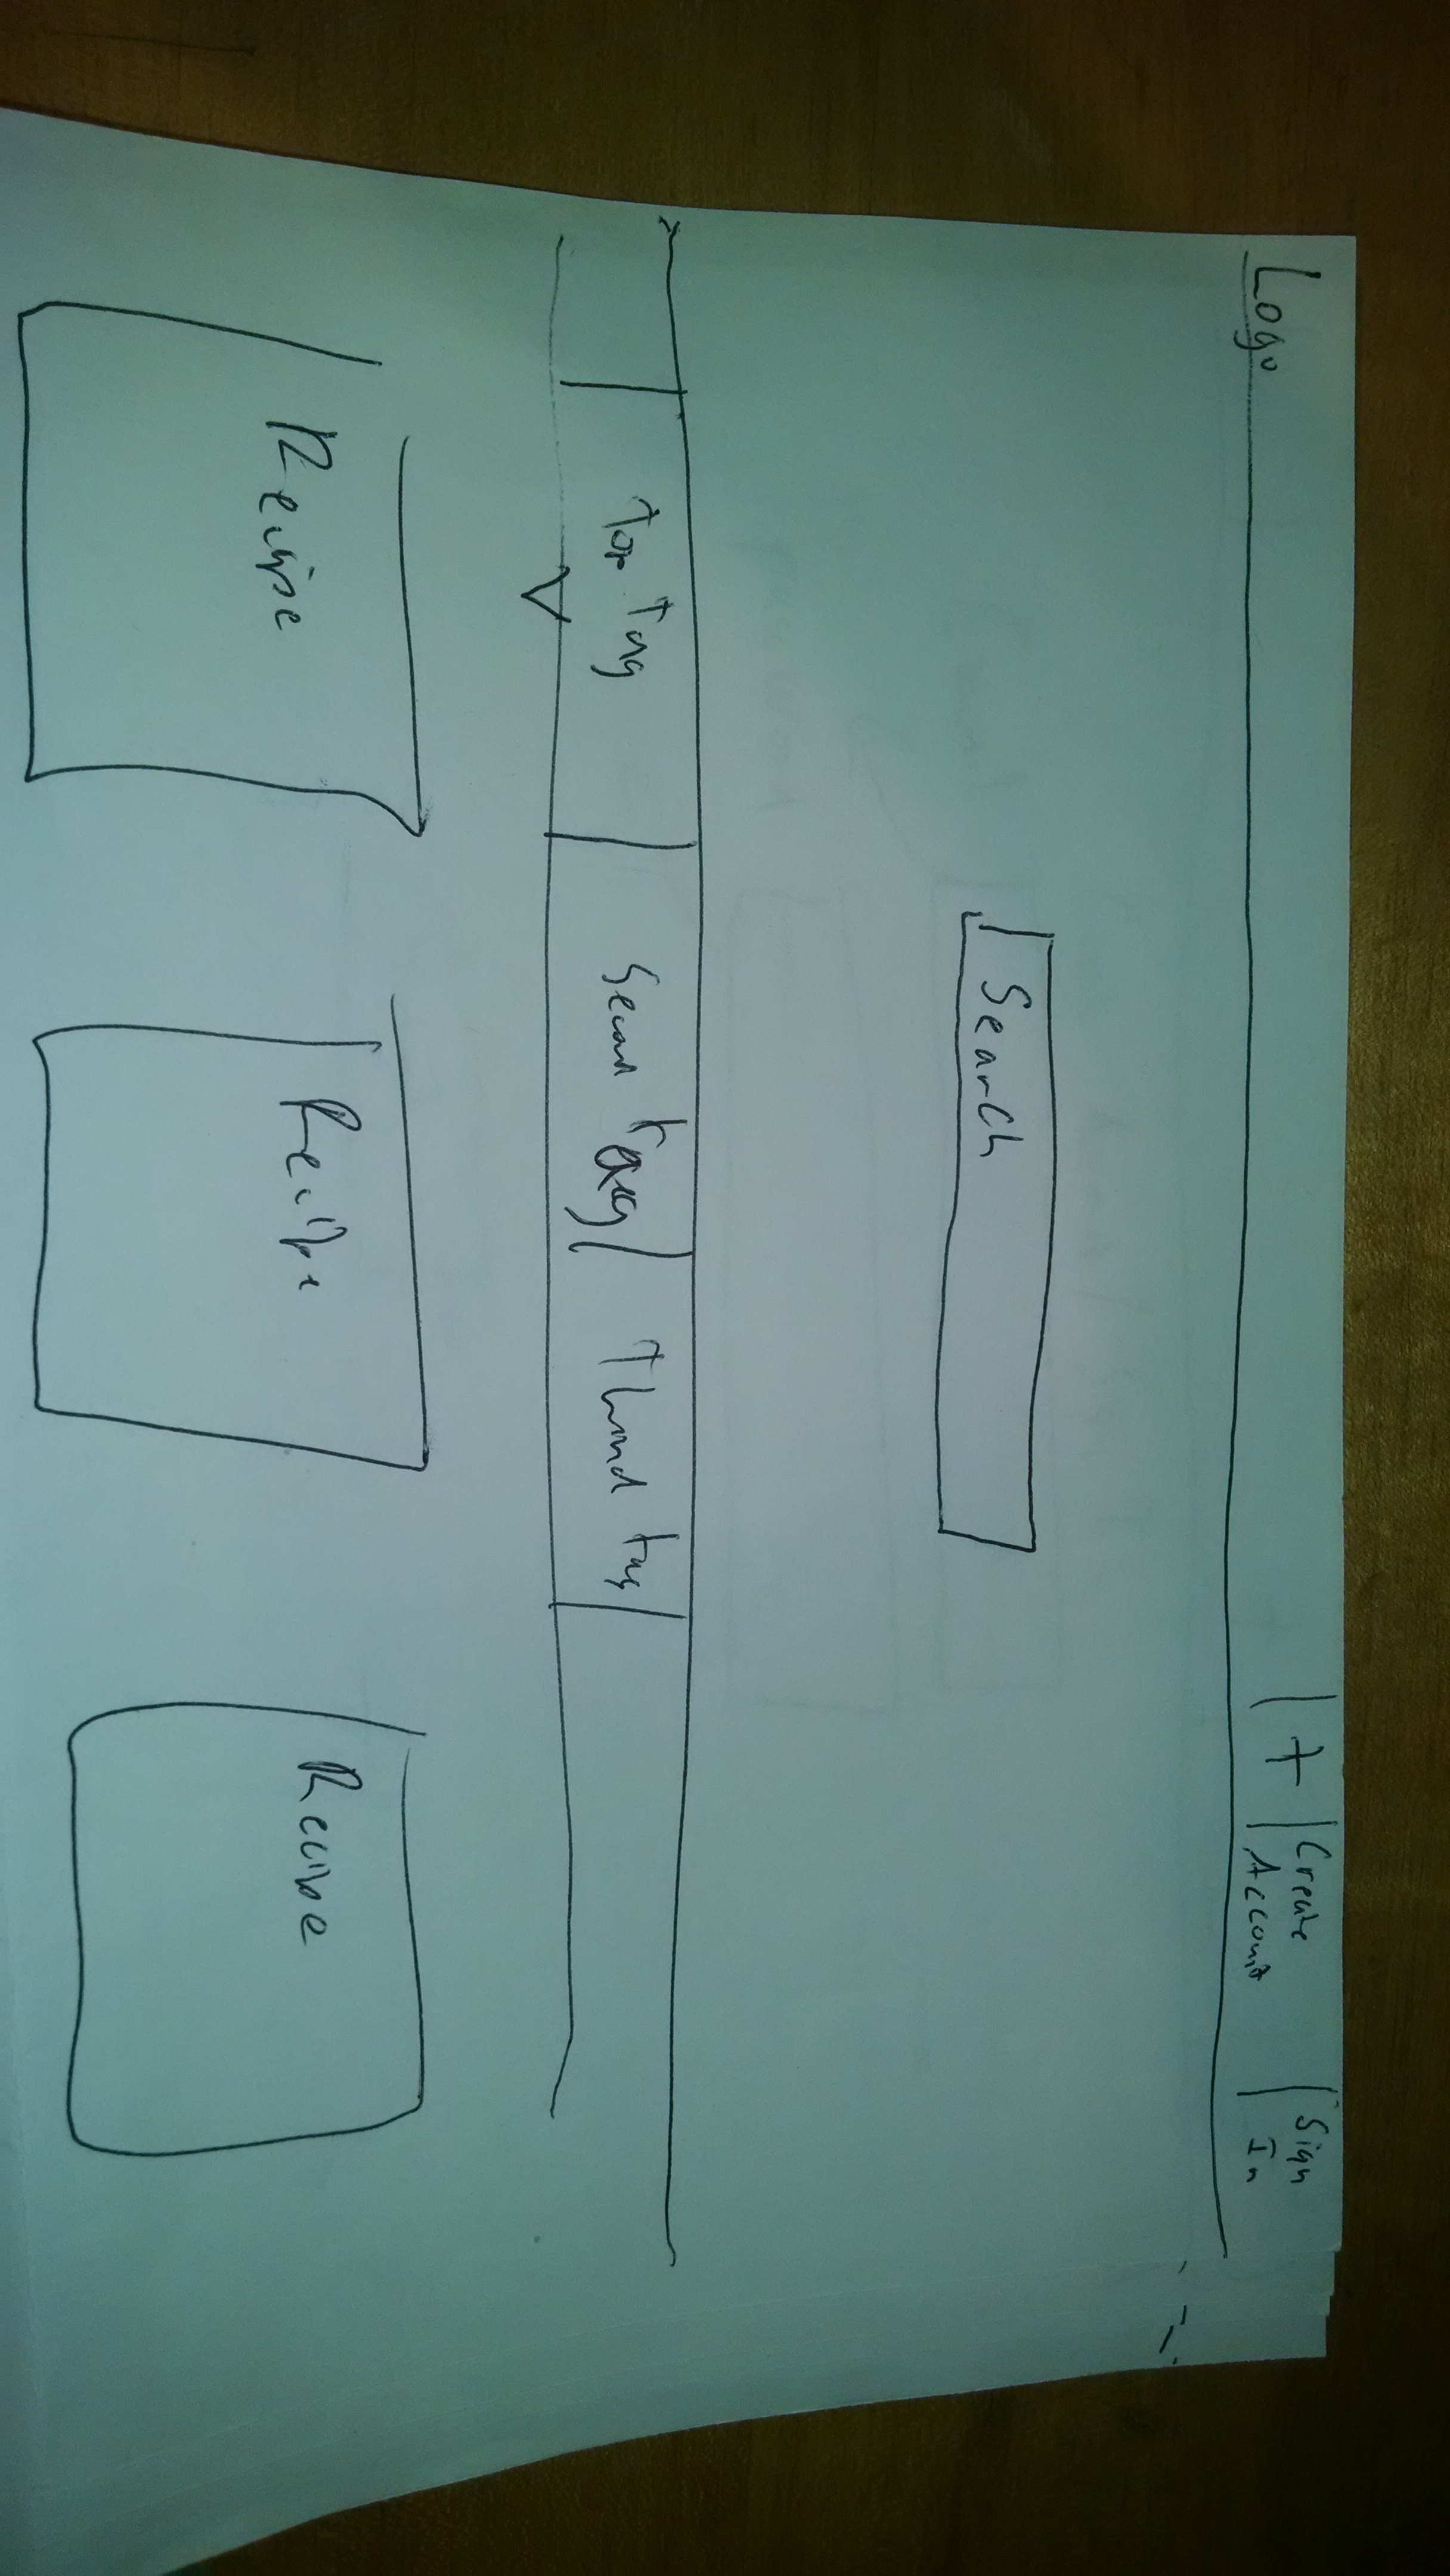 Logo
+
Create
Account
Sign
In
Search
Top Tag
Second tag
Third tag
Recipe
Recipe
Recipe